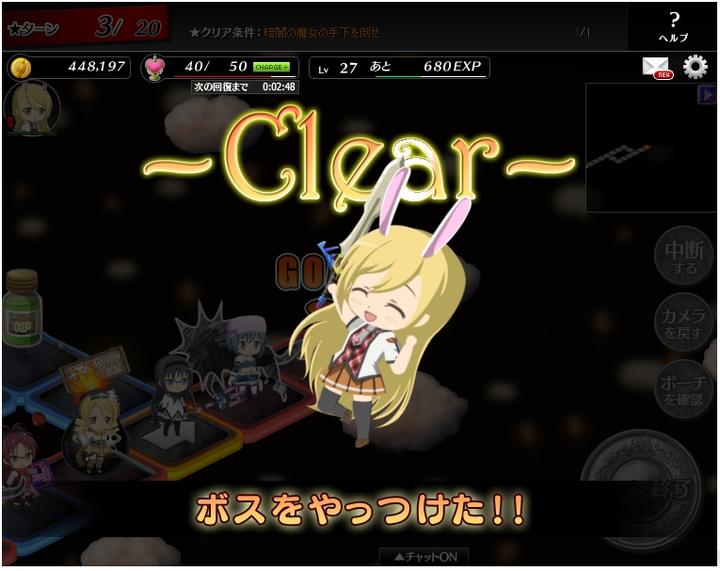 ★ターン 3/ 20
★クリア条件：暗闇の魔女の手下を倒せ 1/1
?
ヘルプ
448,197
40/ 50 CHARGE+
Lv 27 あと 680EXP
NEW
次の回復まで 0:02:48
~Clear~
GO
中断
する
カメラ
を戻す
HP
ポーチ
を確認
終了
ボスをやっつけた!!
▲チャットON